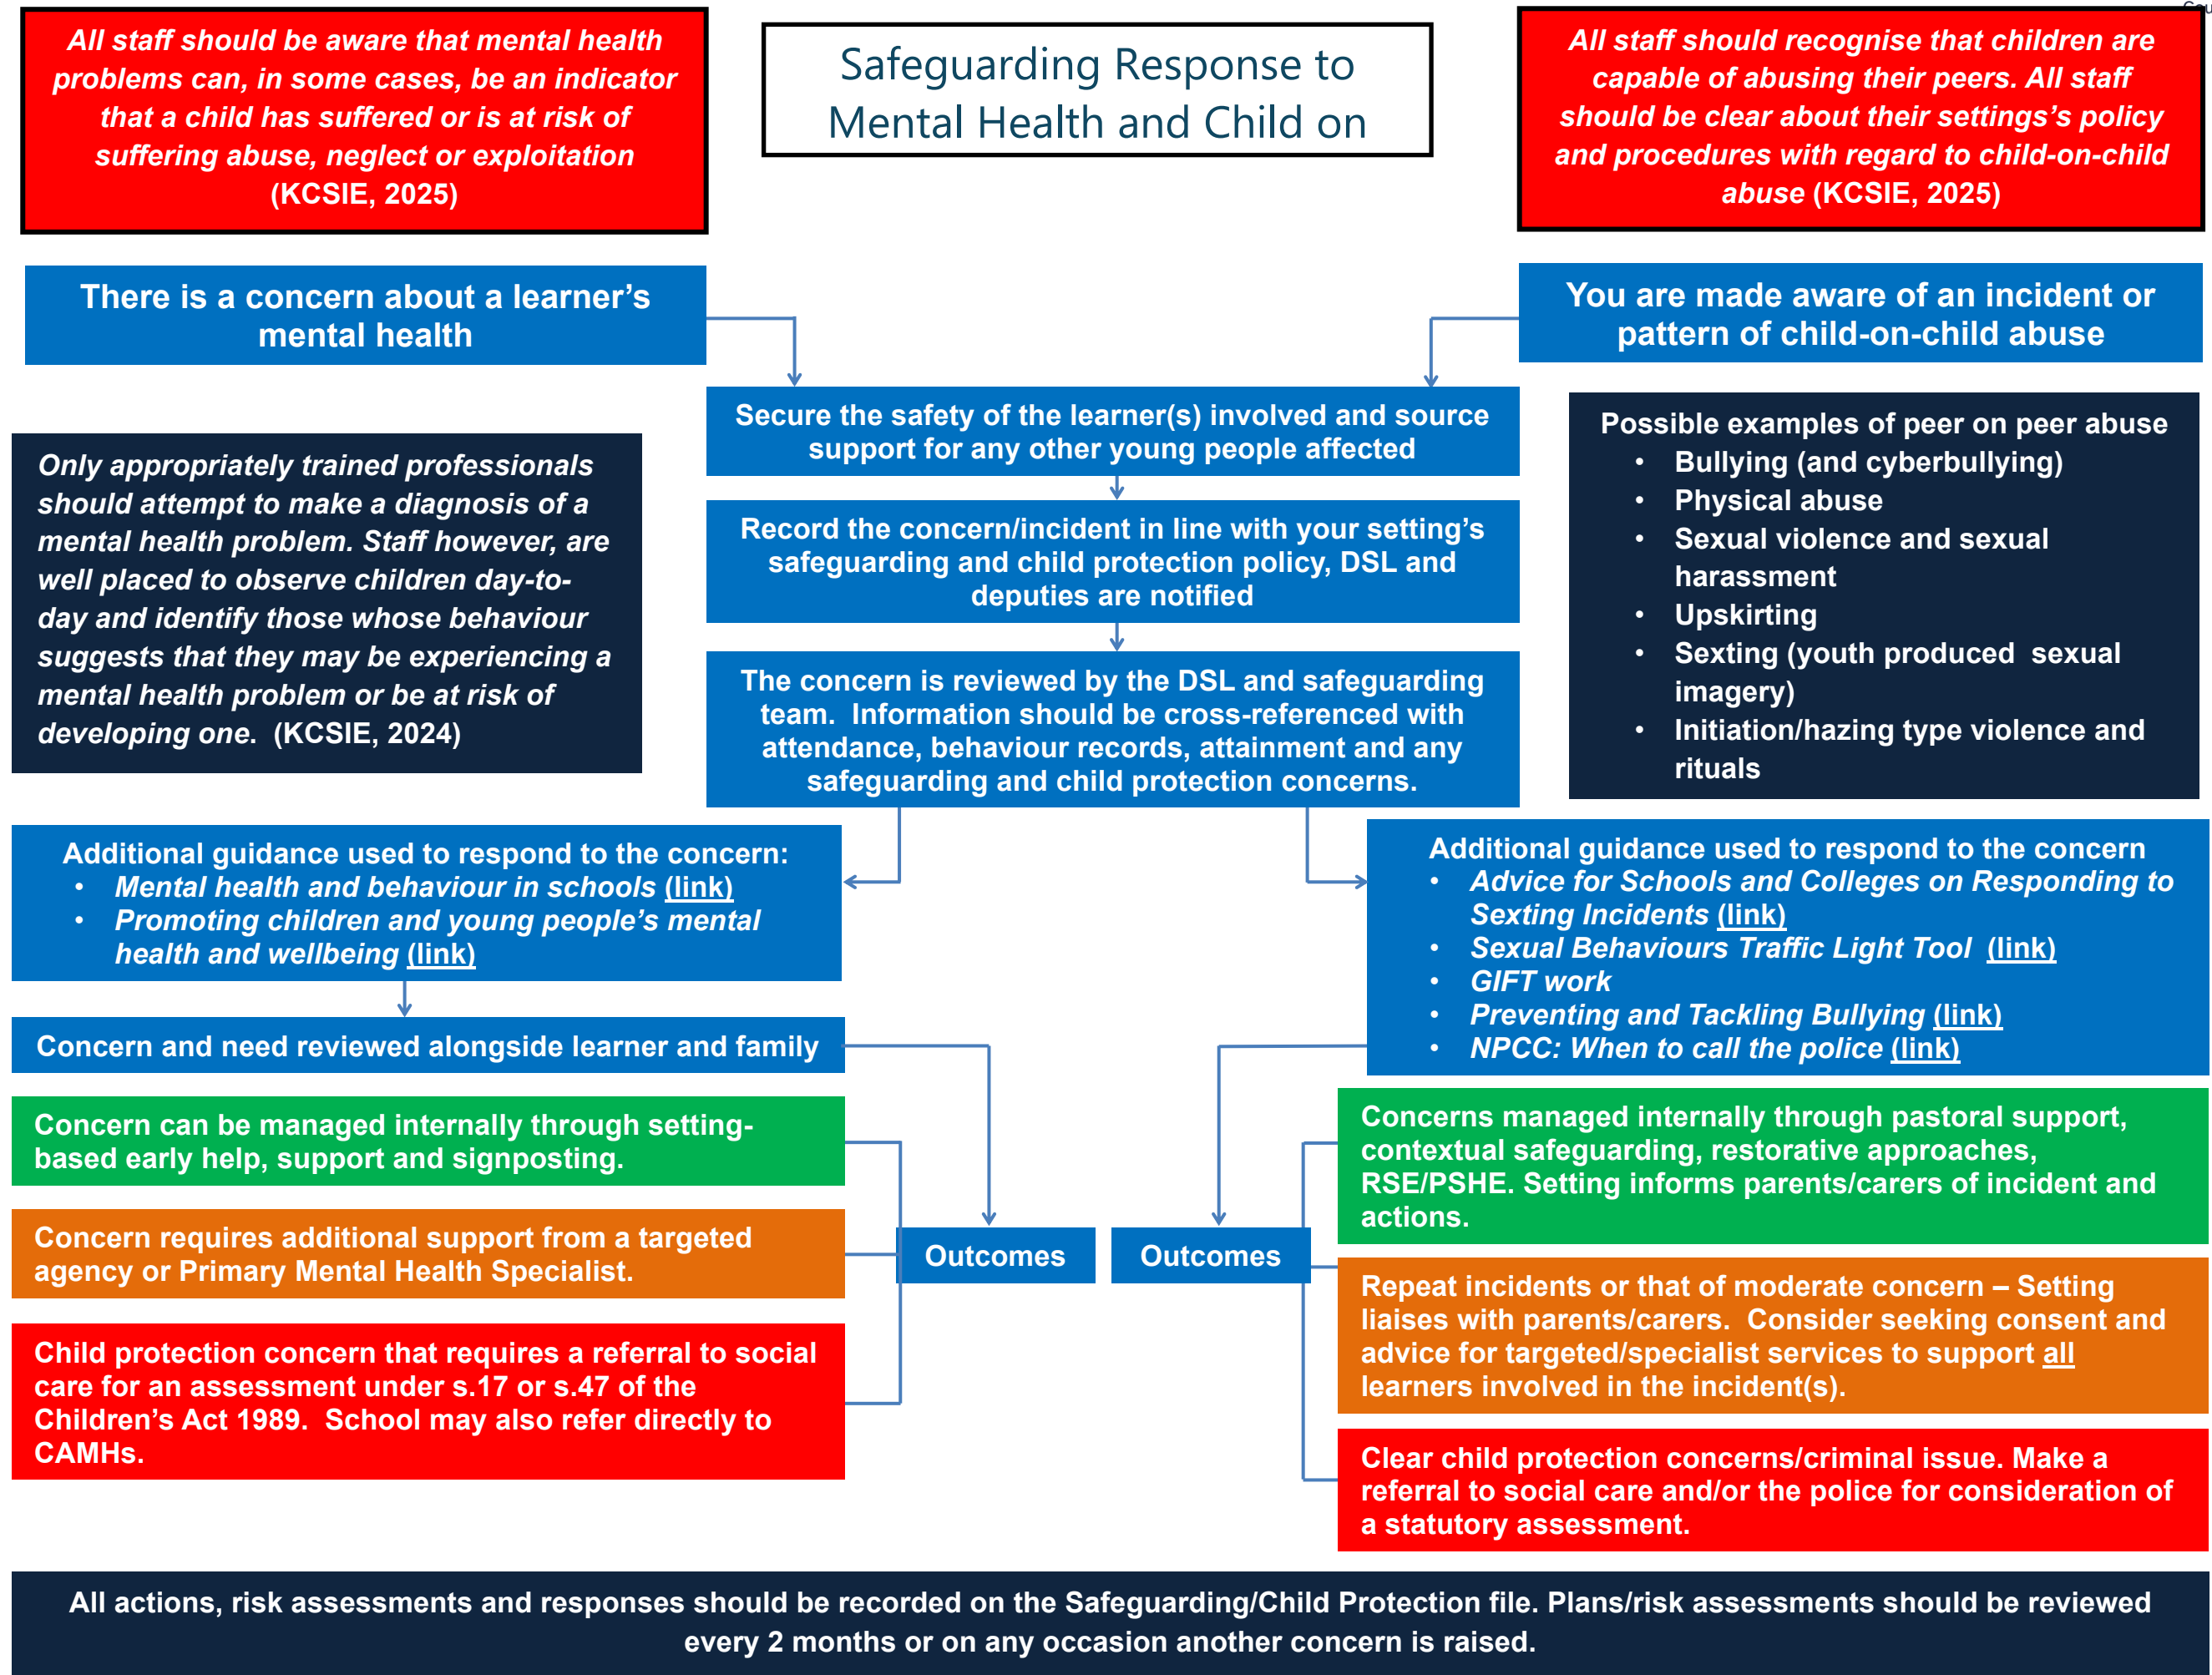 Cou
All staff should be aware that mental health
problems can, in some cases, be an indicator
that a child has suffered or is at risk of
suffering abuse, neglect or exploitation
(KCSIE, 2025)
Safeguarding Response to
Mental Health and Child on
All staff should recognise that children are
capable of abusing their peers. All staff
should be clear about their settings's policy
and procedures with regard to child-on-child
abuse (KCSIE, 2025)
There is a concern about a learner’s
mental health
You are made aware of an incident or
pattern of child-on-child abuse
Secure the safety of the learner(s) involved and source
support for any other young people affected
Only appropriately trained professionals
should attempt to make a diagnosis of a
mental health problem. Staff however, are
well placed to observe children day-to-
day and identify those whose behaviour
suggests that they may be experiencing a
mental health problem or be at risk of
developing one.  (KCSIE, 2024)
Record the concern/incident in line with your setting’s
safeguarding and child protection policy, DSL and
deputies are notified
Possible examples of peer on peer abuse
• Bullying (and cyberbullying)
• Physical abuse
• Sexual violence and sexual
harassment
• Upskirting
• Sexting (youth produced  sexual
imagery)
• Initiation/hazing type violence and
rituals
The concern is reviewed by the DSL and safeguarding
team.  Information should be cross-referenced with
attendance, behaviour records, attainment and any
safeguarding and child protection concerns.
Additional guidance used to respond to the concern:
• Mental health and behaviour in schools (link)
• Promoting children and young people’s mental
health and wellbeing (link)
Additional guidance used to respond to the concern
• Advice for Schools and Colleges on Responding to
Sexting Incidents (link)
• Sexual Behaviours Traffic Light Tool  (link)
• GIFT work
• Preventing and Tackling Bullying (link)
• NPCC: When to call the police (link)
Concern and need reviewed alongside learner and family
Concern can be managed internally through setting-
based early help, support and signposting.
Concern requires additional support from a targeted
agency or Primary Mental Health Specialist.
Child protection concern that requires a referral to social
care for an assessment under s.17 or s.47 of the
Children’s Act 1989.  School may also refer directly to
CAMHs.
Outcomes
Outcomes
Concerns managed internally through pastoral support,
contextual safeguarding, restorative approaches,
RSE/PSHE. Setting informs parents/carers of incident and
actions.
Repeat incidents or that of moderate concern – Setting
liaises with parents/carers.  Consider seeking consent and
advice for targeted/specialist services to support all
learners involved in the incident(s).
Clear child protection concerns/criminal issue. Make a
referral to social care and/or the police for consideration of
a statutory assessment.
All actions, risk assessments and responses should be recorded on the Safeguarding/Child Protection file. Plans/risk assessments should be reviewed
every 2 months or on any occasion another concern is raised.